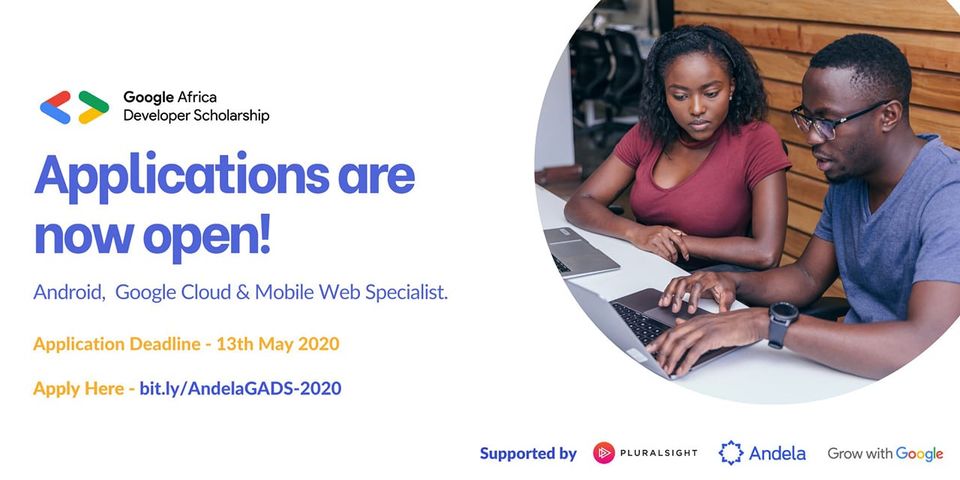 Google Africa
Developer Scholarship
Applications are
now open!
Android, Google Cloud & Mobile Web Specialist.
Application Deadline - 13th May 2020
Apply Here - bit.ly/AndelaGADS-2020
Supported by PLURALSIGHT Andela Grow with Google